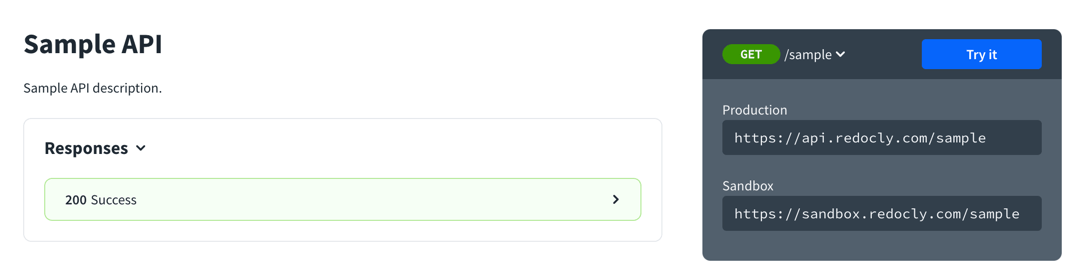 Sample API
Sample API description.
Responses
200 Success
GET /sample
Try it
Production
https://api.redocly.com/sample
Sandbox
https://sandbox.redocly.com/sample